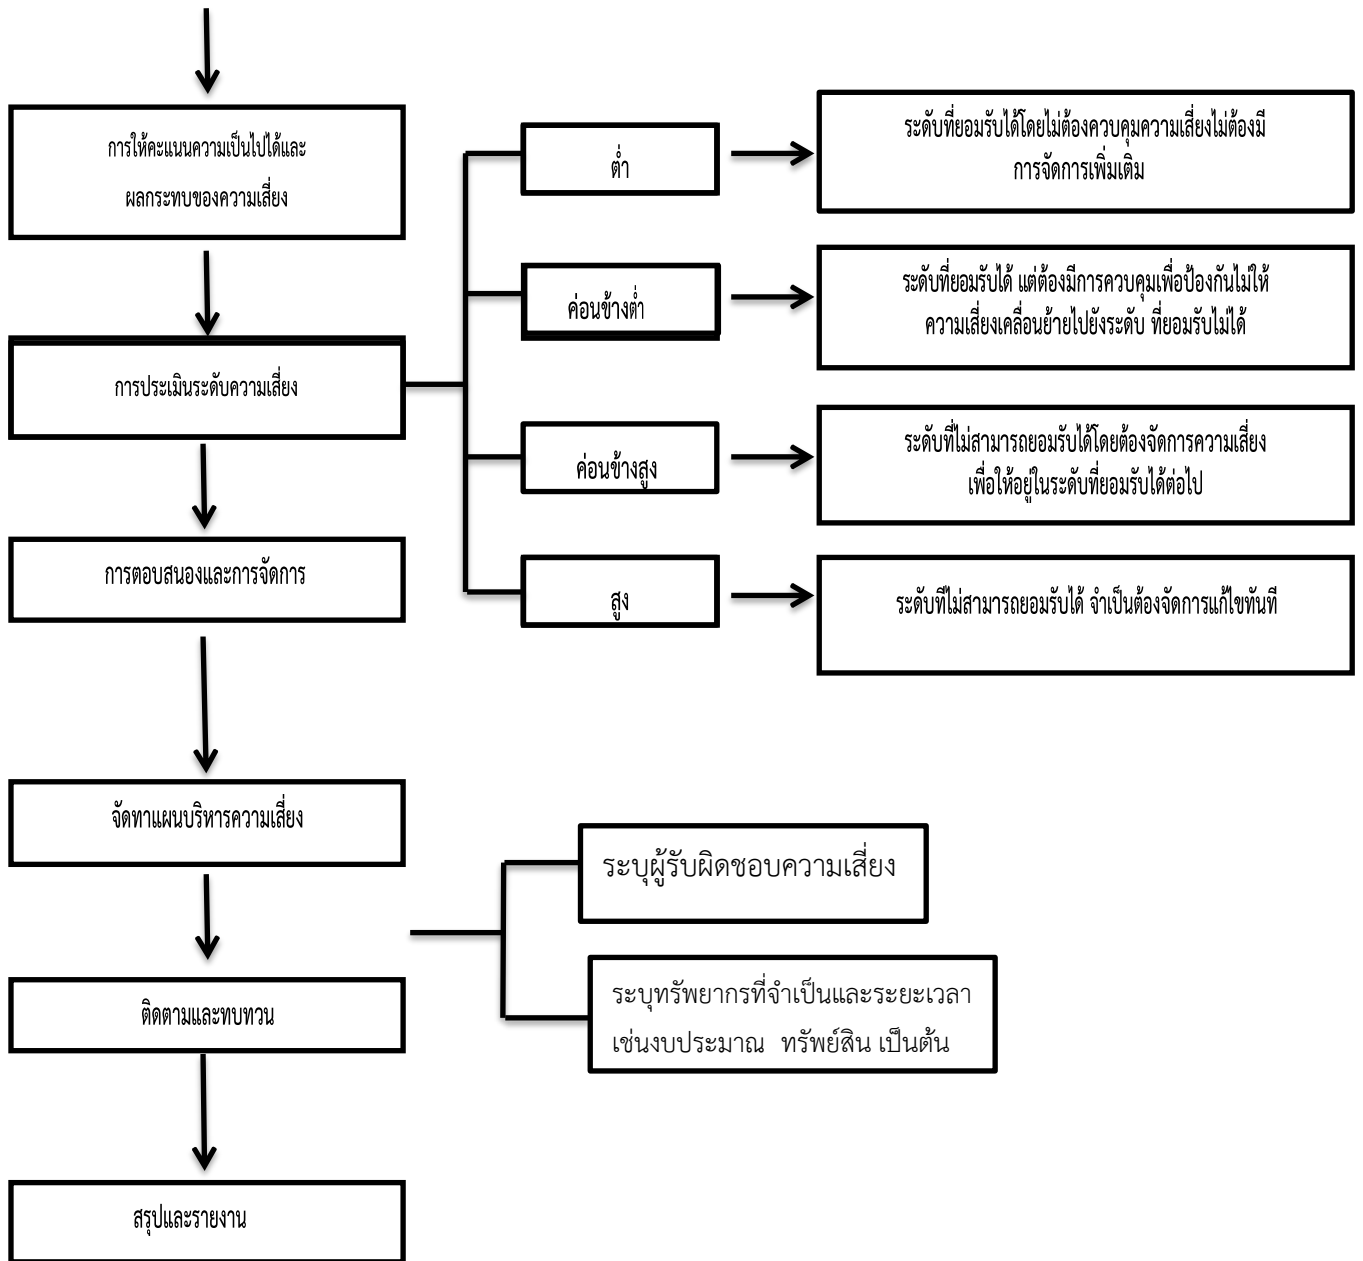 การให้คะแนนความเป็นไปได้และ
ผลกระทบของความเสี่ยง
การประเมินระดับความเสี่ยง
ต่ำ
ระดับที่ยอมรับได้โดยไม่ต้องควบคุมความเสี่ยงไม่ต้องมี
การจัดการเพิ่มเติม
ค่อนข้างต่ำ
ระดับที่ยอมรับได้ แต่ต้องมีการควบคุมเพื่อป้องกันไม่ให้
ความเสี่ยงเคลื่อนย้ายไปยังระดับ ที่ยอมรับไม่ได้
ค่อนข้างสูง
ระดับที่ไม่สามารถยอมรับได้โดยต้องจัดการความเสี่ยง
เพื่อให้อยู่ในระดับที่ยอมรับได้ต่อไป
สูง
ระดับทีไม่สามารถยอมรับได้ จำเป็นต้องจัดการแก้ไขทันที
การตอบสนองและการจัดการ
จัดทาแผนบริหารความเสี่ยง
ระบุผู้รับผิดชอบความเสี่ยง
ระบุทรัพยากรที่จำเป็นและระยะเวลา
เช่นงบประมาณ ทรัพย์สิน เป็นต้น
ติดตามและทบทวน
สรุปและรายงาน